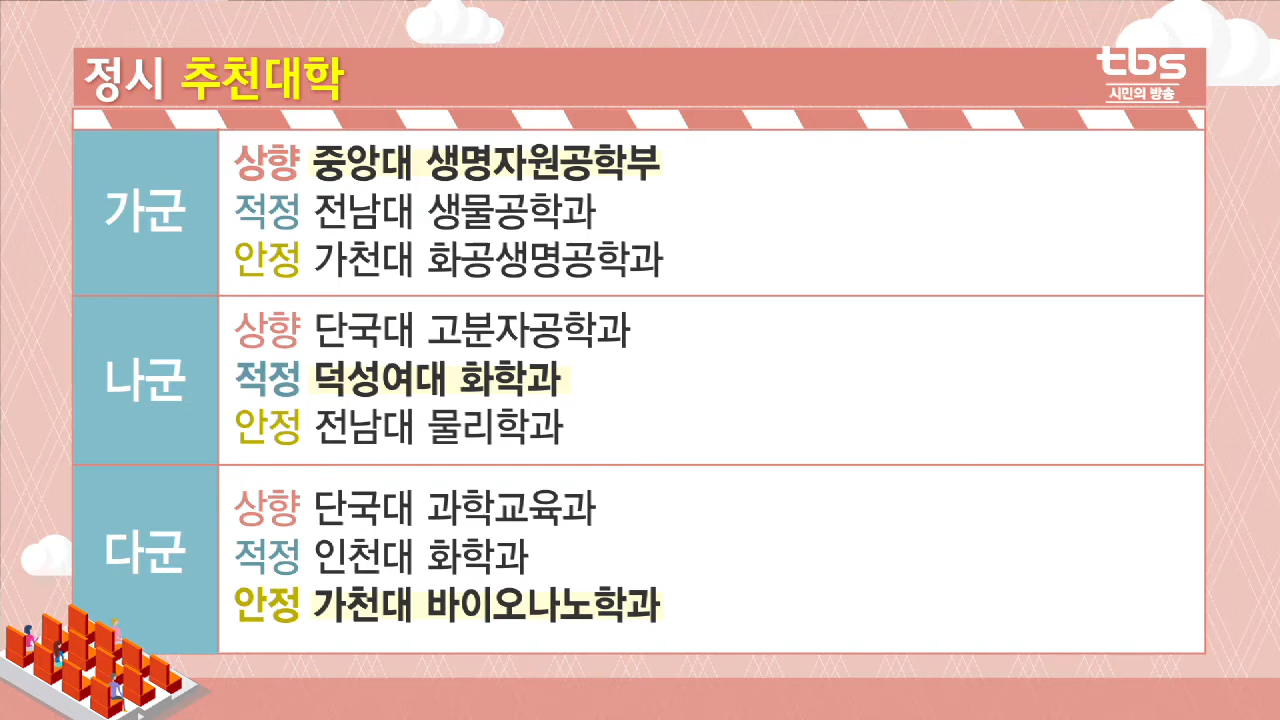 정시 추천대학
tbs
시민의 방송
가군
상향 중앙대 생명자원공학부
적정 전남대 생물공학과
안정 가천대 화공생명공학과
나군
상향 단국대 고분자공학과
적정 덕성여대 화학과
안정 전남대 물리학과
다군
상향 단국대 과학교육과
적정 인천대 화학과
안정 가천대 바이오나노학과